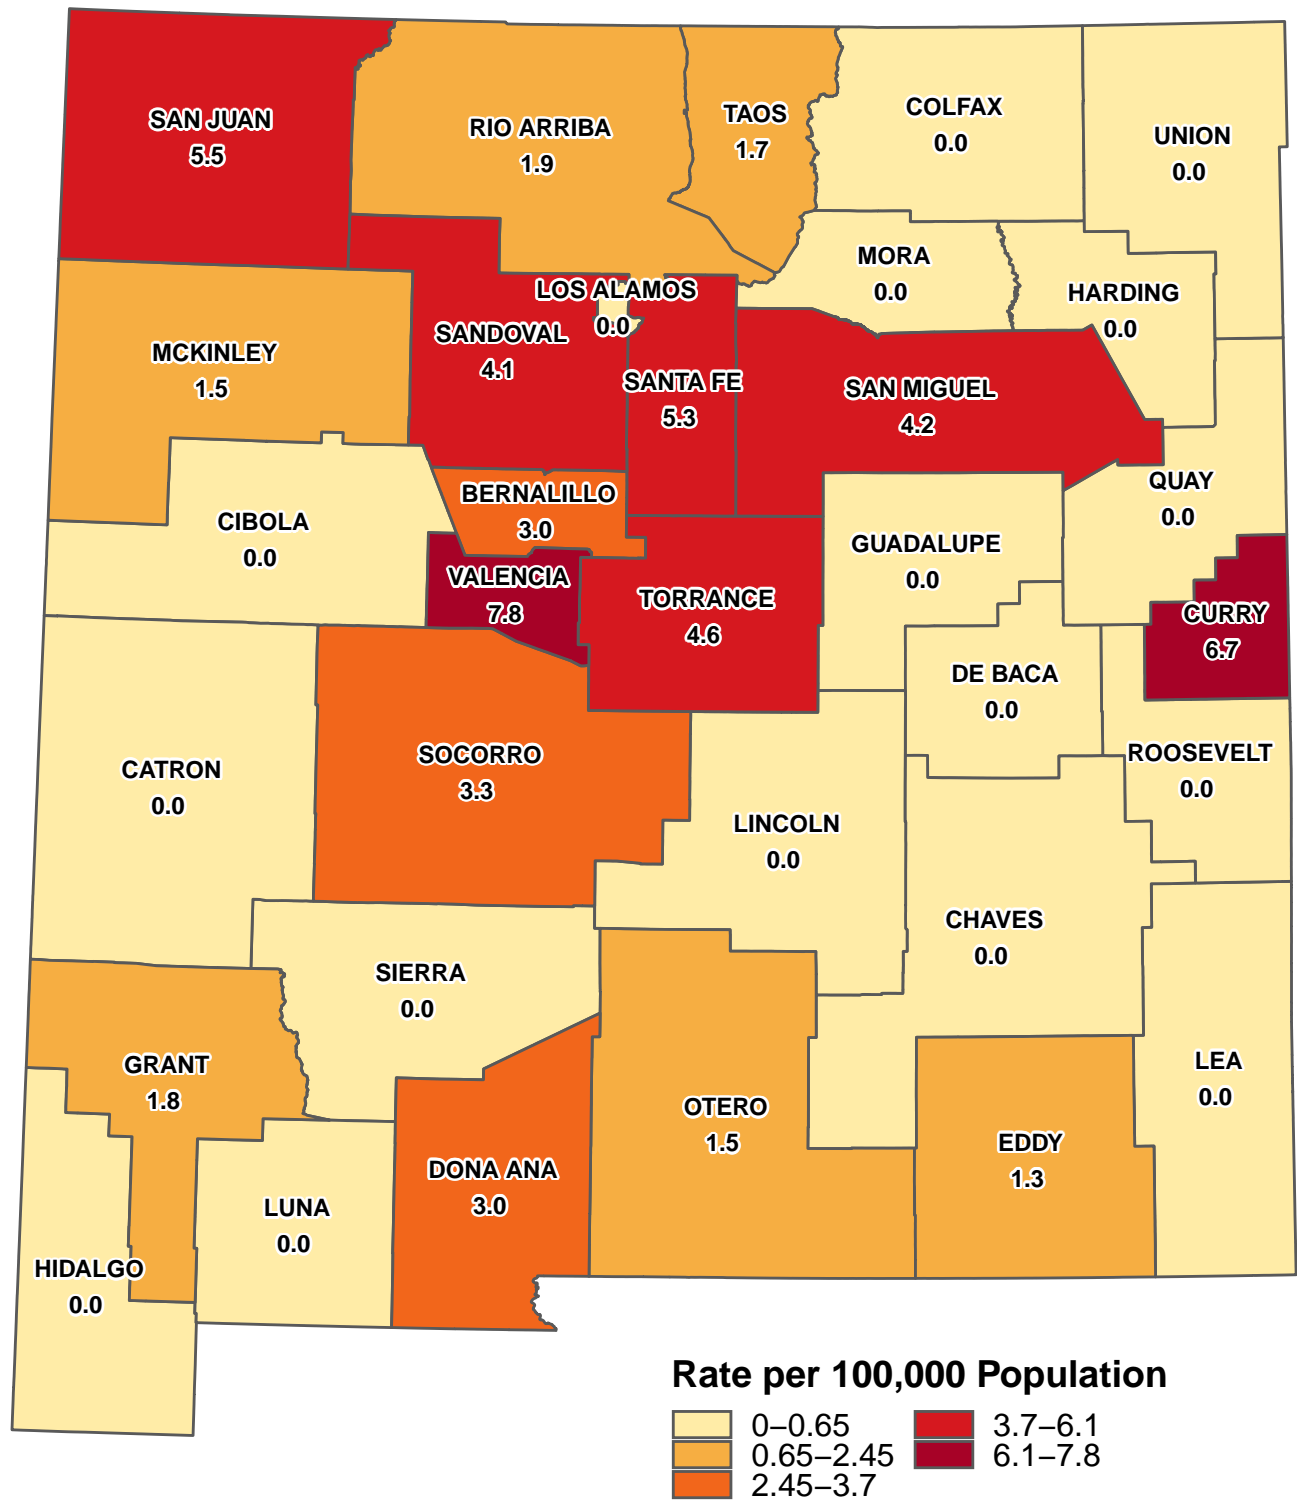 SAN JUAN
5.5
RIO ARRIBA
1.9
TAOS
1.7
COLFAX
0.0
UNION
0.0
MORA
0.0
HARDING
0.0
LOS ALAMOS
0.0
SANDOVAL
4.1
MCKINLEY
1.5
SANTA FE
5.3
SAN MIGUEL
4.2
QUAY
0.0
BERNALILLO
3.0
CIBOLA
0.0
GUADALUPE
0.0
VALENCIA
7.8
TORRANCE
4.6
CURRY
6.7
DE BACA
0.0
ROOSEVELT
0.0
SOCORRO
3.3
CATRON
0.0
LINCOLN
0.0
CHAVES
0.0
SIERRA
0.0
GRANT
1.8
LEA
0.0
OTERO
1.5
EDDY
1.3
DONA ANA
3.0
LUNA
0.0
HIDALGO
0.0
Rate per 100,000 Population
0–0.65
0.65–2.45
2.45–3.7
3.7–6.1
6.1–7.8